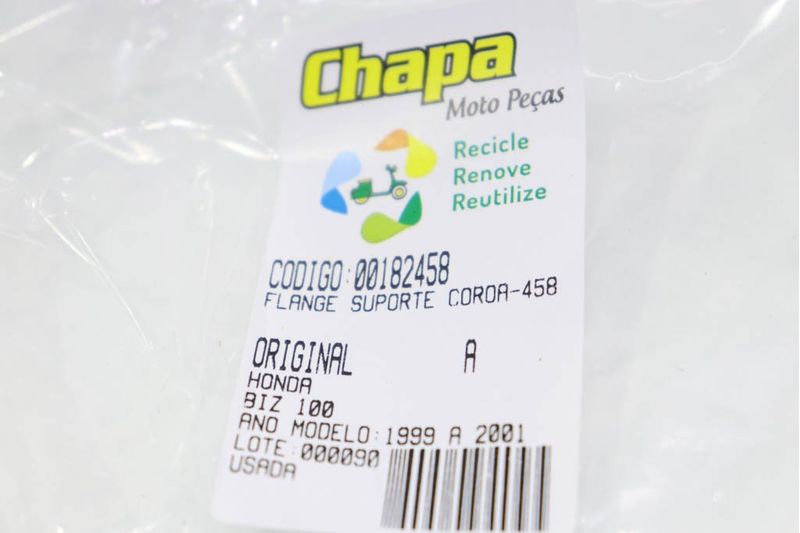 Chapa
Moto Peças
Recicle
Renove
Reutilize
CODIGO:00182458
FLANGE SUPORTE COROA-458
ORIGINAL A
HONDA
BIZ 100
ANO MODELO:1999 A 2001
LOTE:000090
USADA